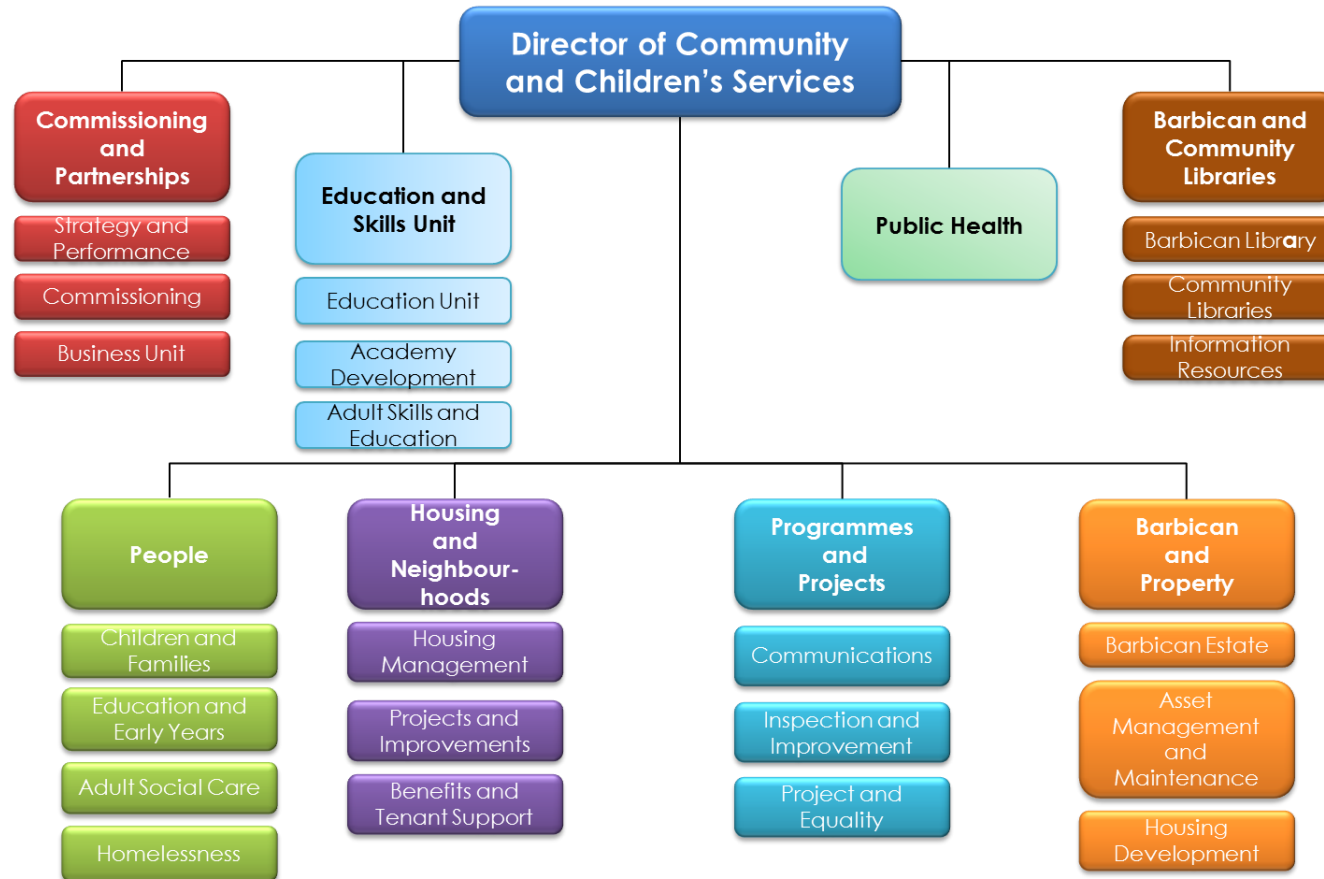 Director of Community
and Children's Services
Commissioning
and
Partnerships
Strategy and
Performance
Commissioning
Business Unit
Education and
Skills Unit
Education Unit
Academy
Development
Adult Skills and
Education
Public Health
Barbican and
Community
Libraries
Barbican Library
Community
Libraries
Information
Resources
People
Children and
Families
Education and
Early Years
Adult Social Care
Homelessness
Housing
and
Neighbour-
hoods
Housing
Management
Projects and
Improvements
Benefits and
Tenant Support
Programmes
and
Projects
Communications
Inspection and
Improvement
Project and
Equality
Barbican
and
Property
Barbican Estate
Asset
Management
and
Maintenance
Housing
Development